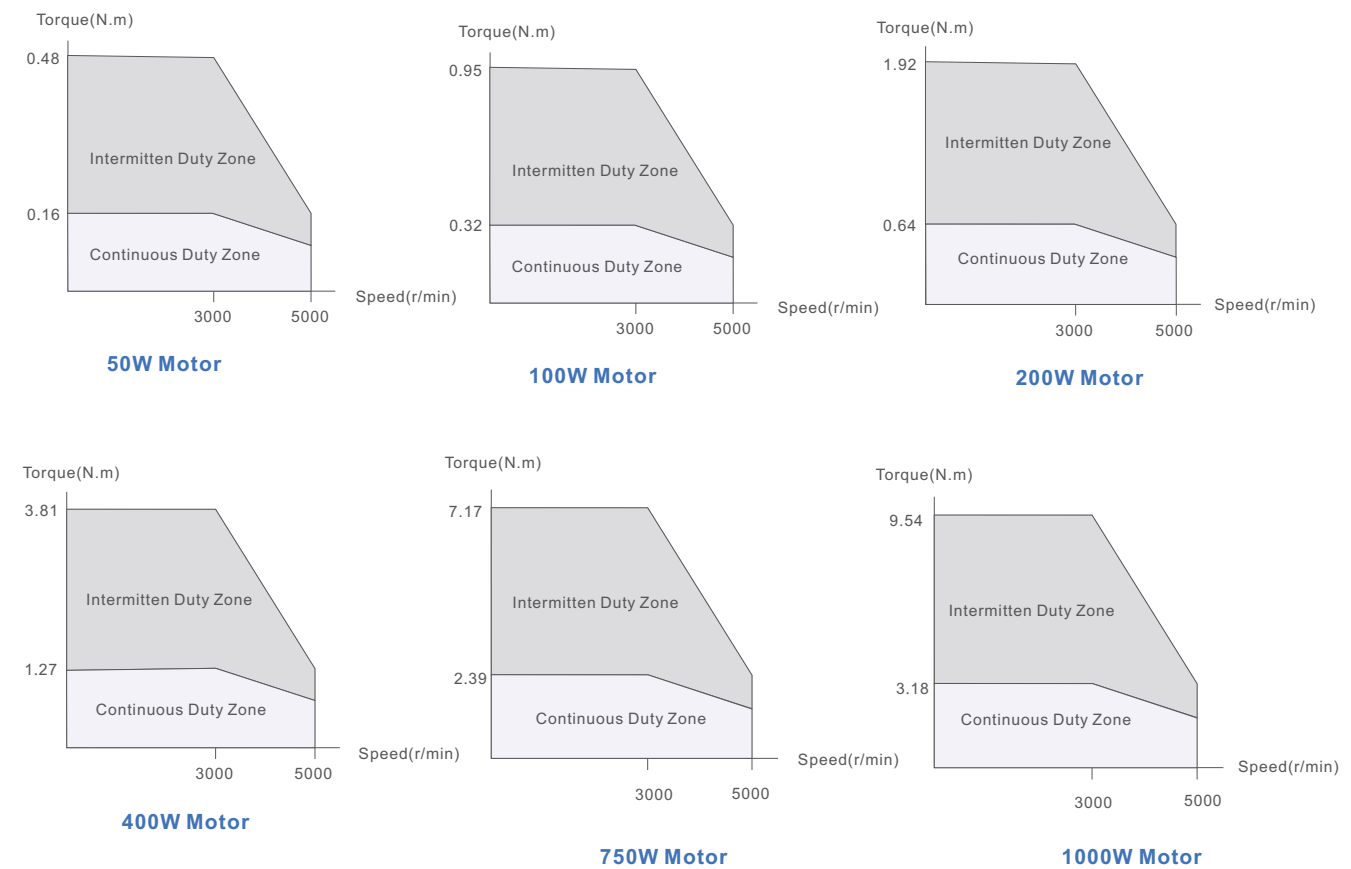 Torque(N.m)
0.48
Intermitten Duty Zone
0.16
Continuous Duty Zone
Speed(r/min)
3000 5000
50W Motor
Torque(N.m)
0.95
Intermitten Duty Zone
0.32
Continuous Duty Zone
Speed(r/min)
3000 5000
100W Motor
Torque(N.m)
1.92
Intermitten Duty Zone
0.64
Continuous Duty Zone
Speed(r/min)
3000 5000
200W Motor
Torque(N.m)
3.81
Intermitten Duty Zone
1.27
Continuous Duty Zone
Speed(r/min)
3000 5000
400W Motor
Torque(N.m)
7.17
Intermitten Duty Zone
2.39
Continuous Duty Zone
Speed(r/min)
3000 5000
750W Motor
Torque(N.m)
9.54
Intermitten Duty Zone
3.18
Continuous Duty Zone
Speed(r/min)
3000 5000
1000W Motor